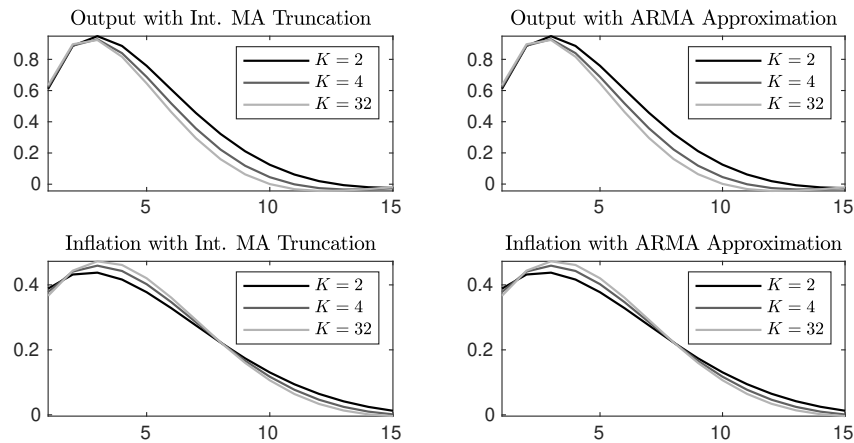 Output with Int. MA Truncation
0.8
0.6
0.4
0.2
0
K = 2
K = 4
K = 32
5
10
15
Output with ARMA Approximation
0.8
0.6
0.4
0.2
0
K = 2
K = 4
K = 32
5
10
15
Inflation with Int. MA Truncation
0.4
0.2
0
K = 2
K = 4
K = 32
5
10
15
Inflation with ARMA Approximation
0.4
0.2
0
K = 2
K = 4
K = 32
5
10
15